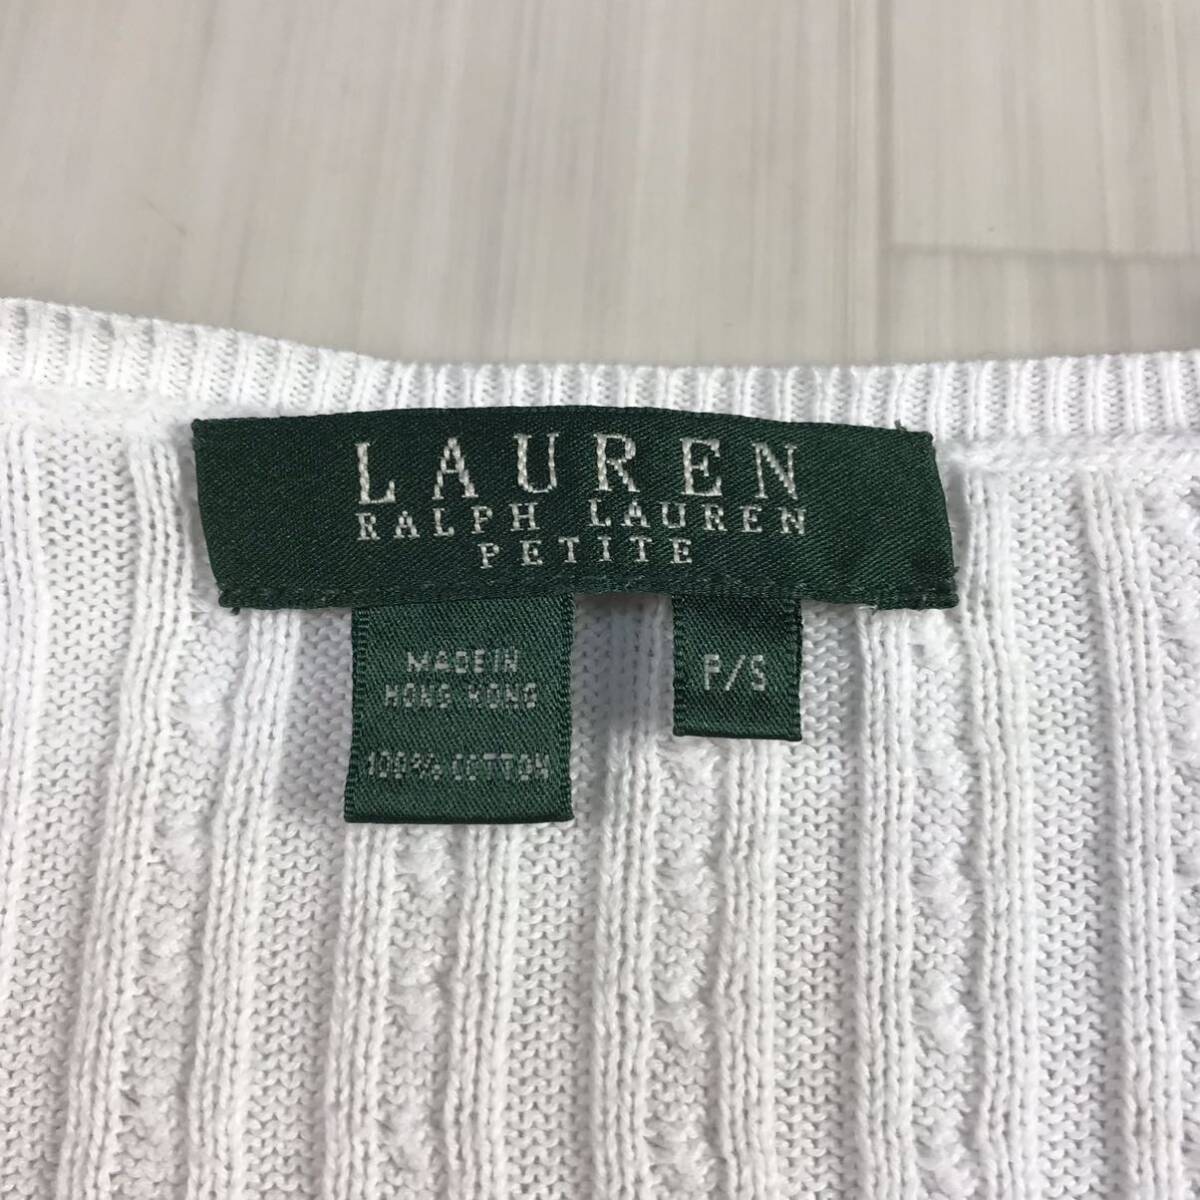 LAUREN
RALPH LAUREN
PETITE
MADE IN
HONG KONG
100% COTTON
P/S